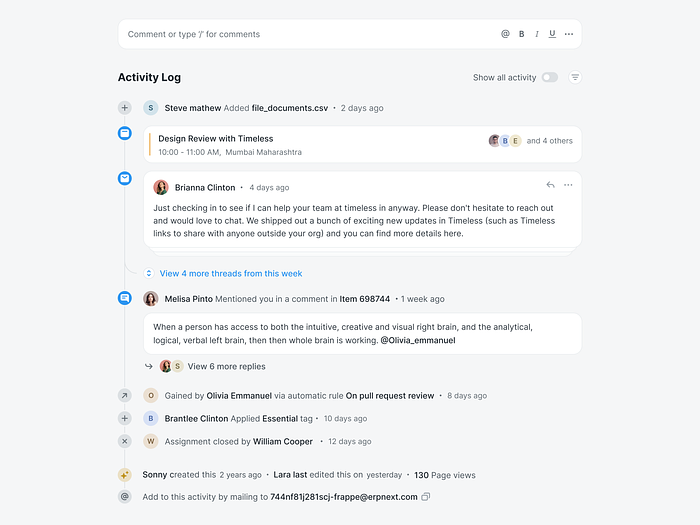 Comment or type '/' for comments @ B I U
Activity Log
Show all activity
S Steve mathew Added file_documents.csv • 2 days ago
Design Review with Timeless
10:00 - 11:00 AM, Mumbai Maharashtra
B E and 4 others
Brianna Clinton • 4 days ago
Just checking in to see if I can help your team at timeless in anyway. Please don't hesitate to reach out
and would love to chat. We shipped out a bunch of exciting new updates in Timeless (such as Timeless
links to share with anyone outside your org) and you can find more details here.
View 4 more threads from this week
Melisa Pinto Mentioned you in a comment in Item 698744 • 1 week ago
When a person has access to both the intuitive, creative and visual right brain, and the analytical,
logical, verbal left brain, then then whole brain is working. @Olivia_emmanuel
S View 6 more replies
O Gained by Olivia Emmanuel via automatic rule On pull request review • 8 days ago
B Brantlee Clinton Applied Essential tag • 10 days ago
W Assignment closed by William Cooper • 12 days ago
Sonny created this 2 years ago • Lara last edited this on yesterday • 130 Page views
@ Add to this activity by mailing to 744nf81j281scj-frappe@erpnext.com